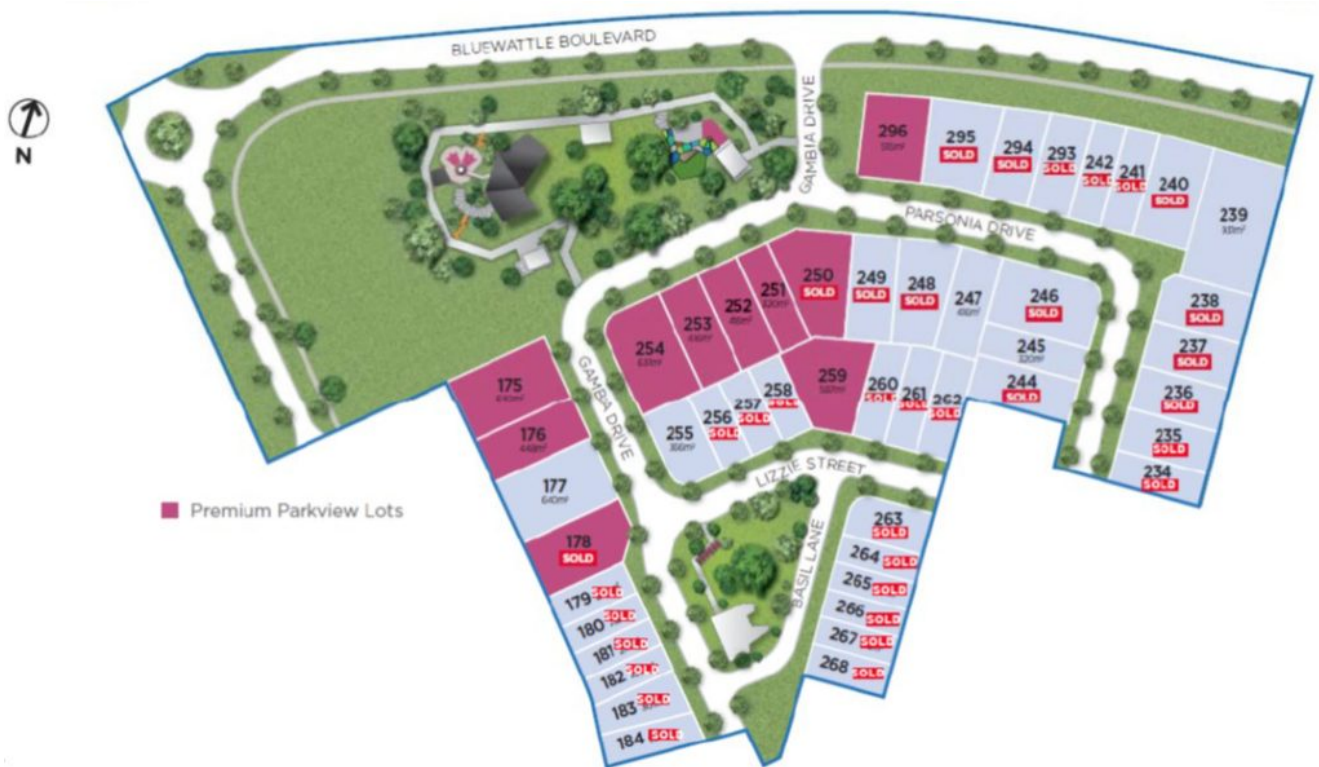 BLUEWATTLE BOULEVARD
N
GAMBIA DRIVE
296
295
SOLD
294
SOLD
293
SOLD
242
SOLD
241
SOLD
240
SOLD
239
PARSONIA DRIVE
250
SOLD
249
SOLD
248
SOLD
247
246
SOLD
238
SOLD
251
252
253
254
245
320m²
237
SOLD
244
SOLD
236
SOLD
235
SOLD
234
SOLD
175
640m²
176
448m²
177
640m²
178
SOLD
GAMBIA DRIVE
255
256
SOLD
257
SOLD
258
SOLD
259
260
SOLD
261
SOLD
262
SOLD
LIZZIE STREET
BASIL LANE
Premium Parkview Lots
179 SOLD
180 SOLD
181 SOLD
182 SOLD
183 SOLD
184 SOLD
263
SOLD
264 SOLD
265 SOLD
266 SOLD
267 SOLD
268 SOLD